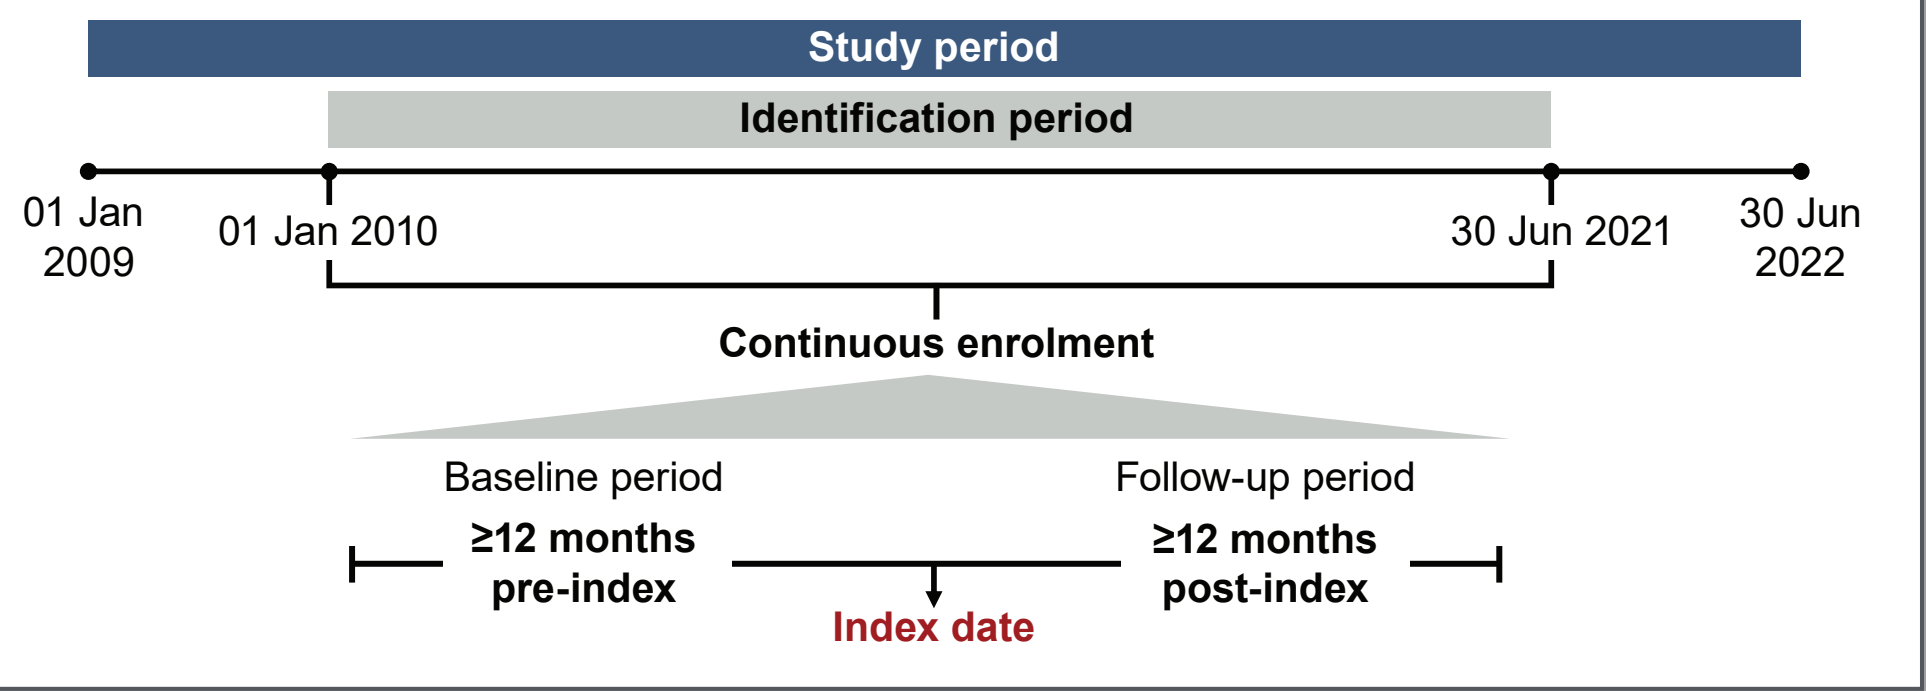 Study period
Identification period
01 Jan
2009
01 Jan 2010
30 Jun 2021
30 Jun
2022
Continuous enrolment
Baseline period
≥12 months
pre-index
Follow-up period
≥12 months
post-index
Index date